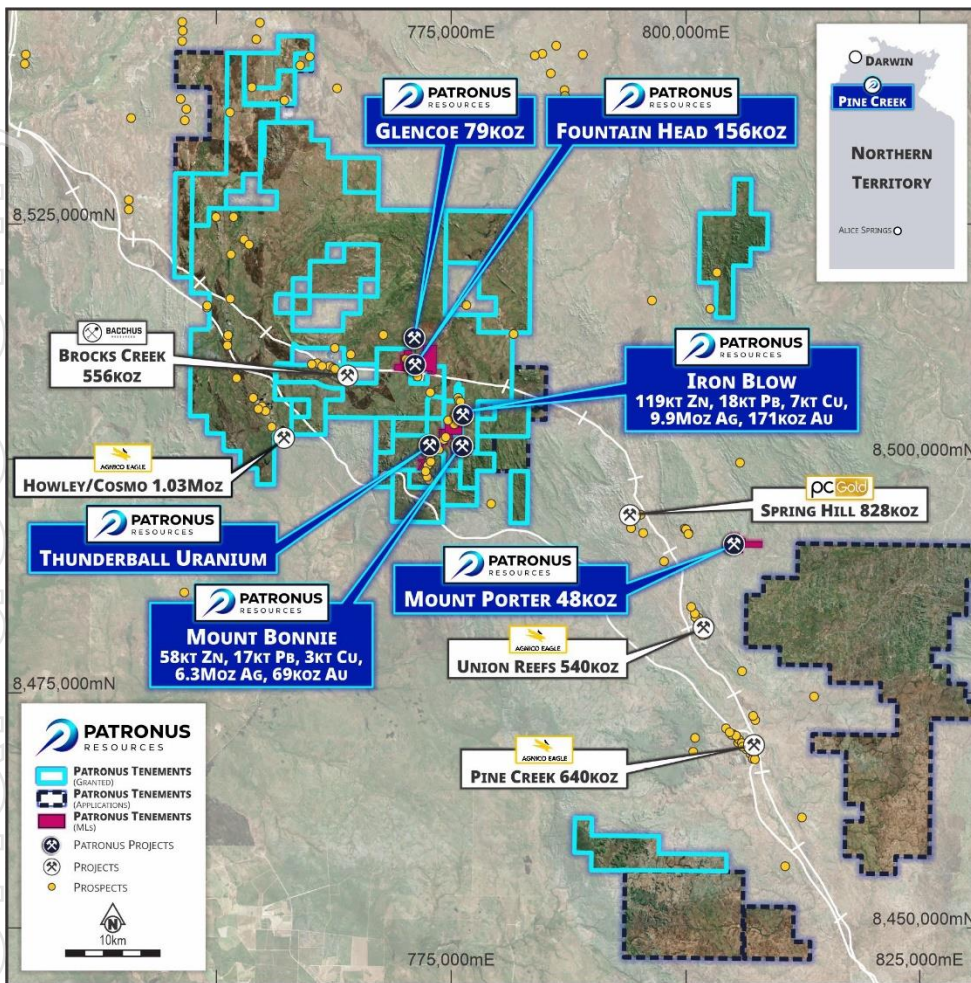 775,000mE
800,000mE
PATRONUS
RESOURCES
GLENCOE 79KOZ
PATRONUS
RESOURCES
FOUNTAIN HEAD 156KOZ
DARWIN
PINE CREEK
NORTHERN
TERRITORY
ALICE SPRINGS
8,525,000mN
BACCHUS
RESOURCES
BROCKS CREEK
556KOZ
PATRONUS
RESOURCES
IRON BLOW
119KT ZN, 18KT PB, 7KT CU,
9.9MOZ AG, 171KOZ AU
AGNICO EAGLE
HOWLEY/COSMO 1.03MOZ
8,500,000mN
pcGold
SPRING HILL 828KOZ
PATRONUS
RESOURCES
THUNDERBALL URANIUM
PATRONUS
RESOURCES
MOUNT PORTER 48KOZ
PATRONUS
RESOURCES
MOUNT BONNIE
58KT ZN, 17KT PB, 3KT CU,
6.3MOZ AG, 69KOZ AU
AGNICO EAGLE
UNION REEFS 540KOZ
8,475,000mN
AGNICO EAGLE
PINE CREEK 640KOZ
PATRONUS
RESOURCES
PATRONUS TENEMENTS
(GRANTED)
PATRONUS TENEMENTS
(APPLICATIONS)
PATRONUS TENEMENTS
(MLS)
PATRONUS PROJECTS
PROJECTS
PROSPECTS
N
10km
8,450,000mN
775,000mE
825,000mE